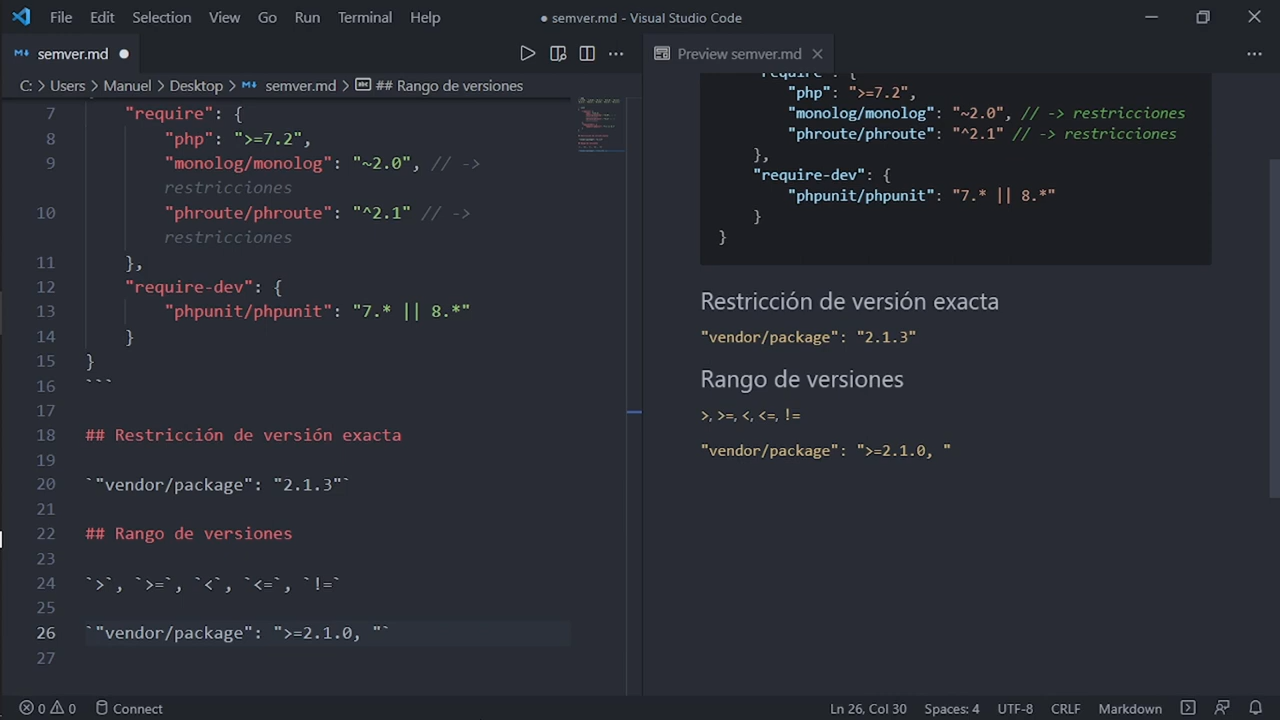 File Edit Selection View Go Run Terminal Help
● semver.md - Visual Studio Code
semver.md ●
Preview semver.md
C: > Users > Manuel > Desktop > semver.md > ## Rango de versiones
7 "require": {
8 "php": ">=7.2",
9 "monolog/monolog": "~2.0", // ->
restricciones
10 "phroute/phroute": "^2.1" // ->
restricciones
11 },
12 "require-dev": {
13 "phpunit/phpunit": "7.* || 8.*"
14 }
15 }
16 ```
17
18 ## Restricción de versión exacta
19
20 `"vendor/package": "2.1.3"`
21
22 ## Rango de versiones
23
24 `>`, `>=`, `<`, `<=`, `!=`
25
26 `"vendor/package": ">=2.1.0, "`
27
"require": {
"php": ">=7.2",
"monolog/monolog": "~2.0", // -> restricciones
"phroute/phroute": "^2.1" // -> restricciones
},
"require-dev": {
"phpunit/phpunit": "7.* || 8.*"
}
}
Restricción de versión exacta
"vendor/package": "2.1.3"
Rango de versiones
>, >=, <, <=, !=
"vendor/package": ">=2.1.0, "
0 0 Connect
Ln 26, Col 30 Spaces: 4 UTF-8 CRLF Markdown